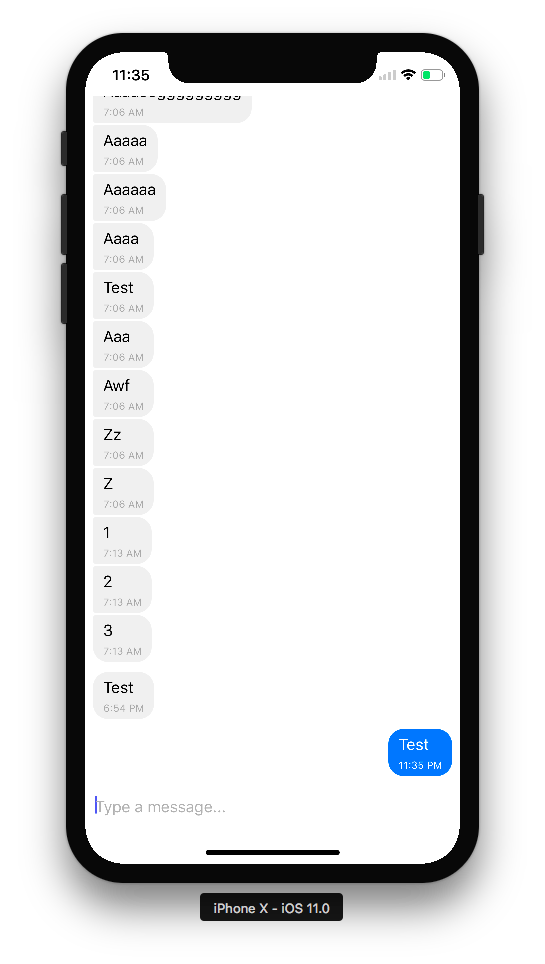 11:35
7:06 AM
Aaaaa
7:06 AM
Aaaaaa
7:06 AM
Aaaa
7:06 AM
Test
7:06 AM
Aaa
7:06 AM
Awf
7:06 AM
Zz
7:06 AM
Z
7:06 AM
1
7:13 AM
2
7:13 AM
3
7:13 AM
Test
6:54 PM
Test
11:35 PM
Type a message...
iPhone X - iOS 11.0